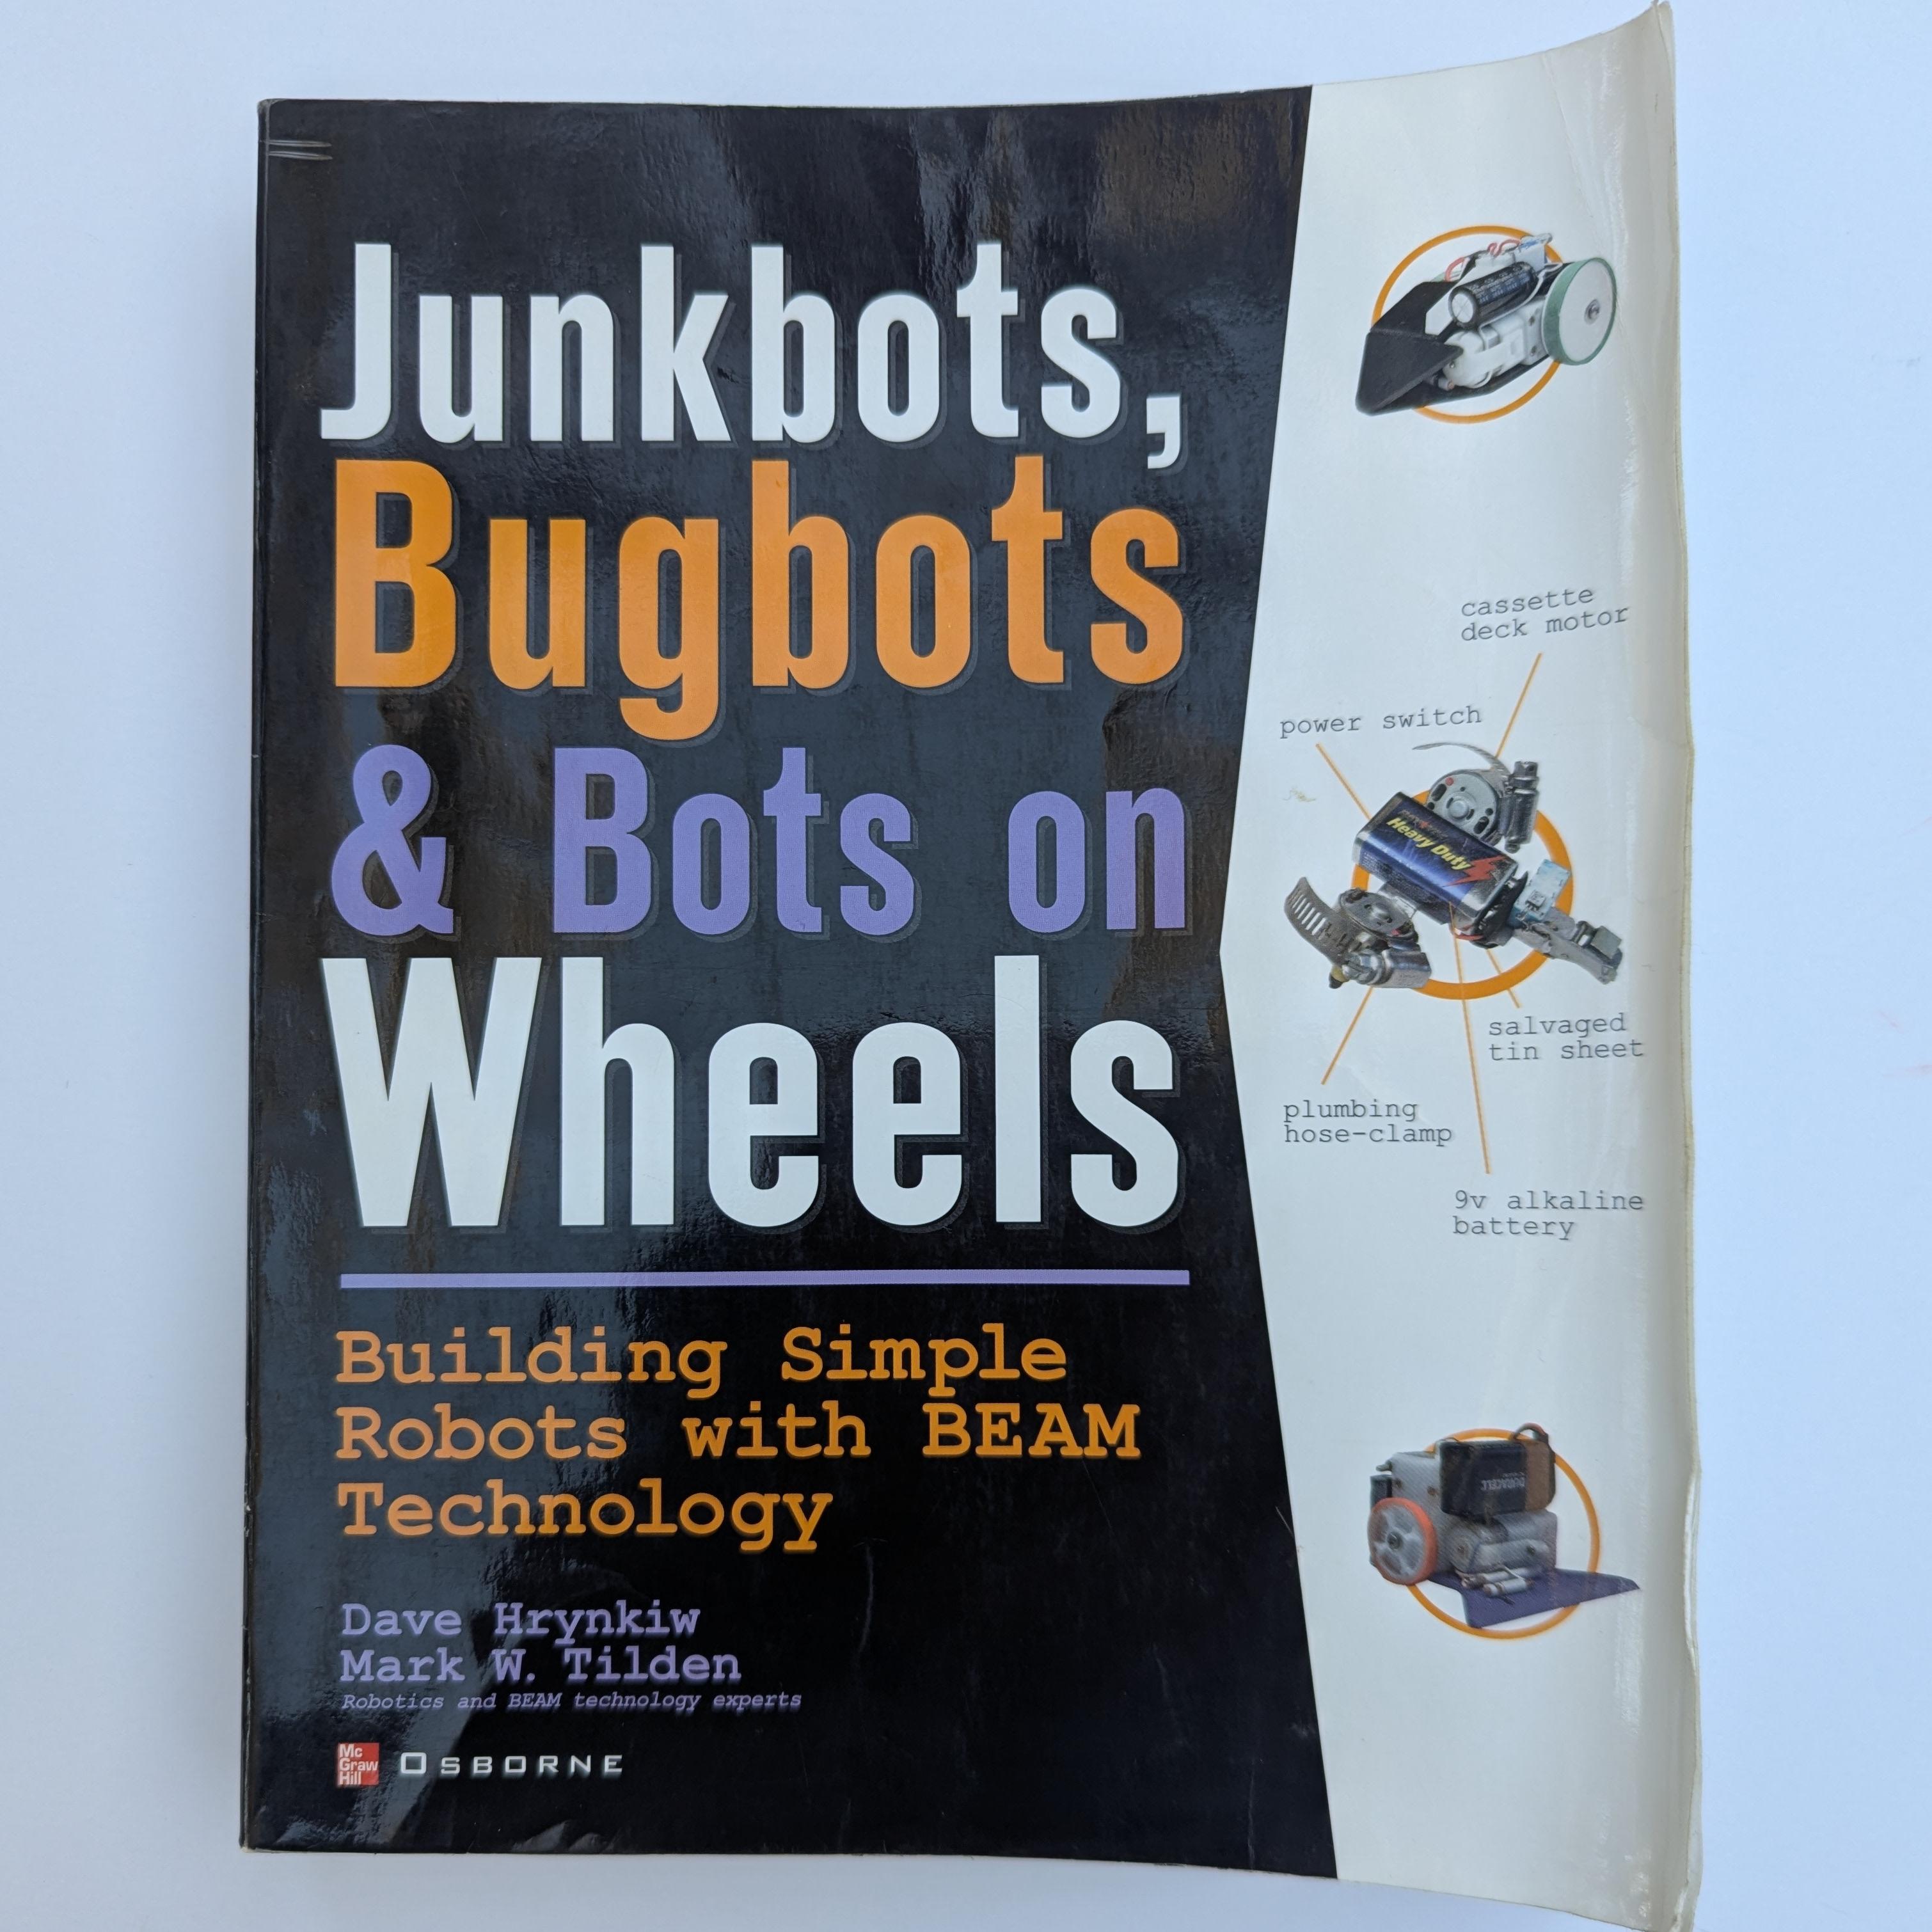 Junkbots,
Bugbots
& Bots on
Wheels
Building Simple
Robots with BEAM
Technology
Dave Hrynkiw
Mark W. Tilden
Robotics and BEAM technology experts
Mc
Graw
Hill
OSBORNE
cassette
deck motor
power switch
Heavy Duty
salvaged
tin sheet
plumbing
hose-clamp
9v alkaline
battery
DURACELL